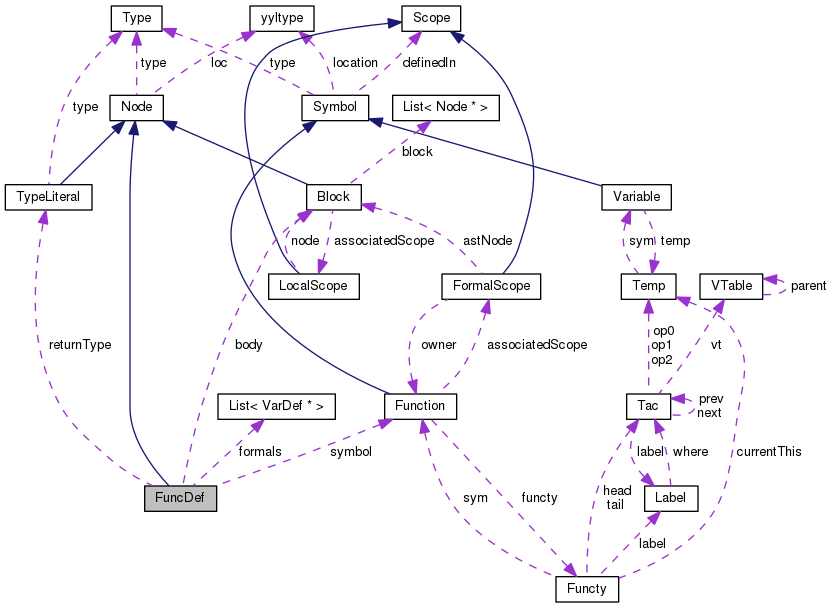 Type
yyltype
Scope
type
loc
type
location
definedIn
type
Node
Symbol
List< Node * >
block
TypeLiteral
Block
Variable
node
associatedScope
astNode
sym
temp
LocalScope
FormalScope
Temp
VTable
parent
returnType
body
owner
associatedScope
op0
op1
op2
vt
List< VarDef * >
Function
Tac
prev
next
formals
symbol
label
where
currentThis
FuncDef
sym
functy
head
tail
Label
label
Functy